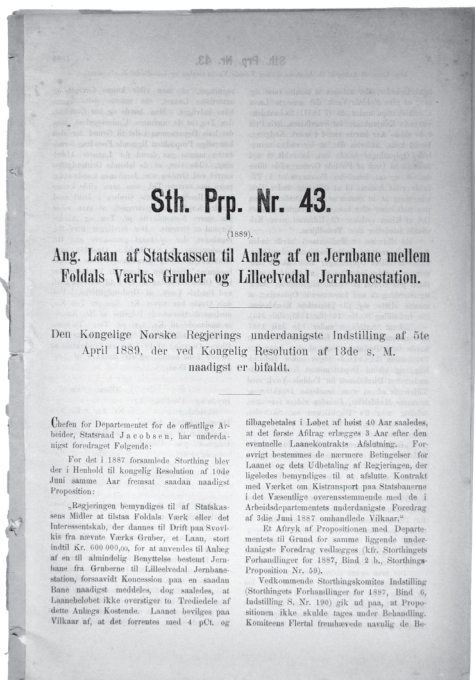 Sth. Prp. Nr. 43.
(1889).
Ang. Laan af Statskassen til Anlæg af en Jernbane mellem
Foldals Værks Gruber og Lilleelvedal Jernbanestation.
Den Kongelige Norske Regjerings underdanigste Indstilling af 5te
April 1889, der ved Kongelig Resolution af 13de s. M.
naadigst er bifaldt.
Chefen for Departementet for de offentlige Ar-
beider, Statsraad Jacobsen, har underda-
nigst foredraget Følgende:
For det i 1887 forsamlede Storthing blev
der i Henhold til kongelig Resolution af 10de
Juni samme Aar fremsat saadan naadigst
Proposition:
„Regjeringen bemyndiges til af Statskas-
sens Midler at tilstaa Foldals Værk eller det
Interessentskab, der dannes til Drift paa Svovl-
kis fra nævnte Værks Gruber, et Laan, stort
indtil Kr. 600 000,00, for at anvendes til Anlæg
af en til almindelig Benyttelse bestemt Jern-
bane fra Gruberne til Lilleelvedal Jernbane-
station, forsaavidt Koncession paa en saadan
Bane naadigst meddeles, dog saaledes, at
Laanebeløbet ikke overstiger to Trediedele af
dette Anlægs Kostende. Laanet bevilges paa
Vilkaar af, at det forrentes med 4 pCt. og
tilbagebetales i Løbet af høist 40 Aar saaledes,
at det første Afdrag erlægges 3 Aar efter den
eventuelle Laanekontrakts Afslutning. For-
øvrigt bestemmes de nærmere Betingelser for
Laanet og dets Udbetaling af Regjeringen, der
ligeledes bemyndiges til at afslutte Kontrakt
med Værket om Kistransport paa Statsbanerne
i det Væsentlige overensstemmende med de i
Arbeidsdepartementets underdanigste Foredrag
af 3die Juni 1887 omhandlede Vilkaar.“
Et Aftryk af Propositionen med Departe-
mentets til Grund for samme liggende under-
danigste Foredrag vedlægges (kfr. Storthingets
Forhandlinger for 1887, Bind 2 b., Storthings-
Proposition Nr. 59).
Vedkommende Storthingskomites Indstilling
(Storthingets Forhandlinger for 1887, Bind 6,
Indstilling S. Nr. 190) gik ud paa, at Propo-
sitionen ikke skulde tages under Behandling.
Komiteens Flertal fremhævede navnlig de Be-